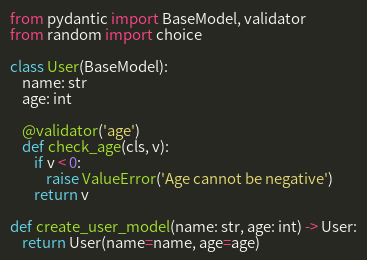 from pydantic import BaseModel, validator
from random import choice

class User(BaseModel):
    name: str
    age: int

    @validator('age')
    def check_age(cls, v):
        if v < 0:
            raise ValueError('Age cannot be negative')
        return v

def create_user_model(name: str, age: int) -> User:
    return User(name=name, age=age)